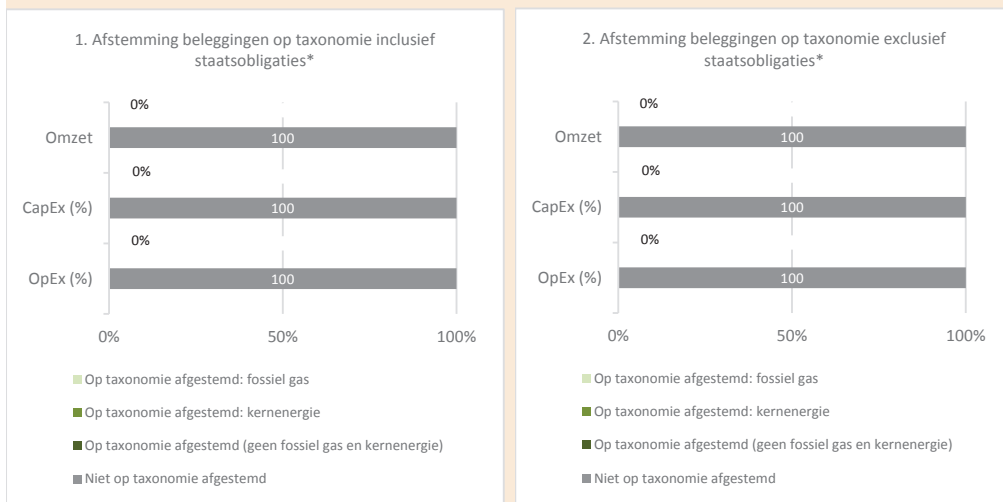 1. Afstemming beleggingen op taxonomie inclusief
staatsobligaties*
0%
Omzet
100
0%
CapEx (%)
100
0%
OpEx (%)
100
0%
50%
100%
Op taxonomie afgestemd: fossiel gas
Op taxonomie afgestemd: kernenergie
Op taxonomie afgestemd (geen fossiel gas en kernenergie)
Niet op taxonomie afgestemd
2. Afstemming beleggingen op taxonomie exclusief
staatsobligaties*
0%
Omzet
100
0%
CapEx (%)
100
0%
OpEx (%)
100
0%
50%
100%
Op taxonomie afgestemd: fossiel gas
Op taxonomie afgestemd: kernenergie
Op taxonomie afgestemd (geen fossiel gas en kernenergie)
Niet op taxonomie afgestemd